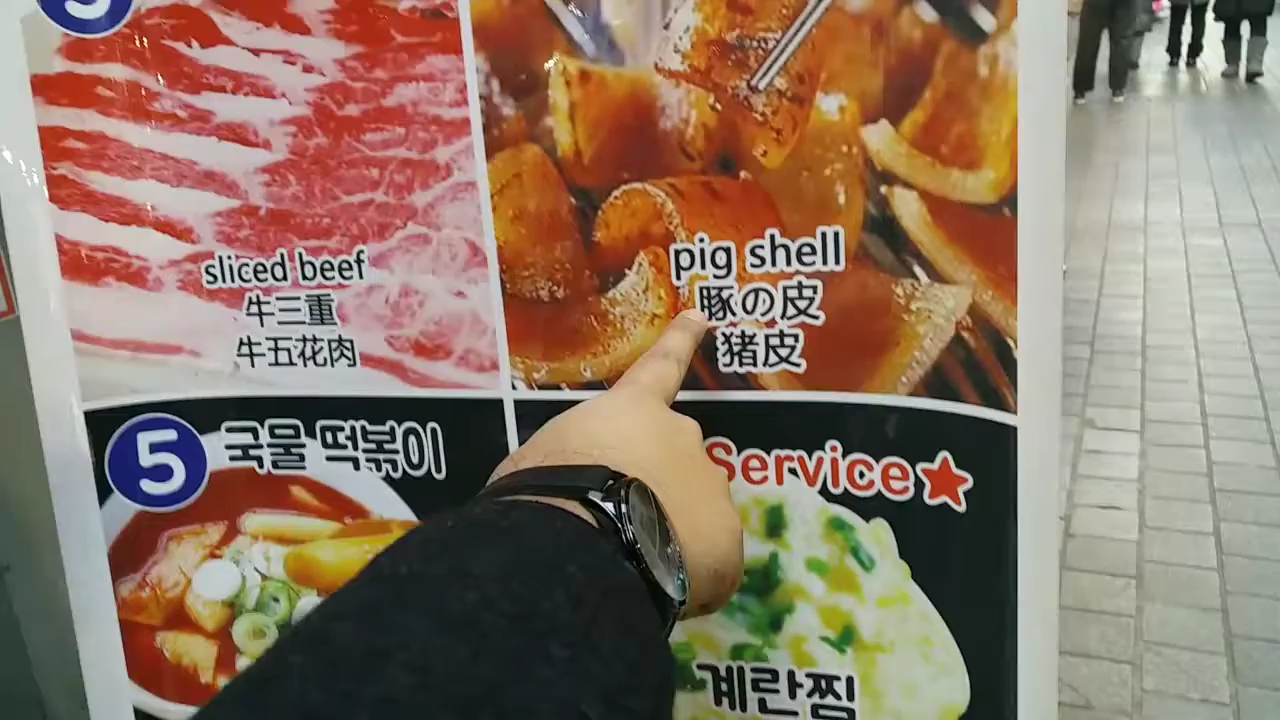 sliced beef
牛三重
牛五花肉
pig shell
豚の皮
猪皮
5 국물 떡볶이
Service
계란찜